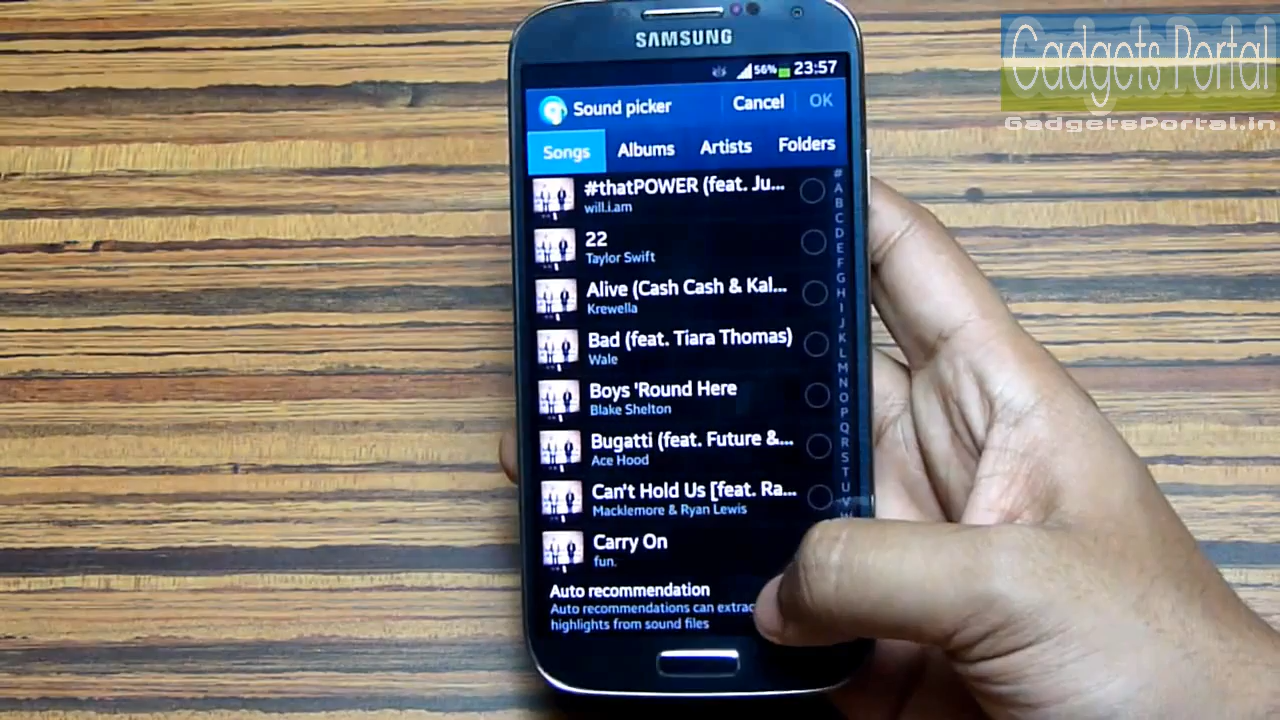 SAMSUNG
56% 23:57
Sound picker Cancel OK
Songs Albums Artists Folders
#thatPOWER (feat. Ju...
will.i.am
22
Taylor Swift
Alive (Cash Cash & Kal...
Krewella
Bad (feat. Tiara Thomas)
Wale
Boys 'Round Here
Blake Shelton
Bugatti (feat. Future &...
Ace Hood
Can't Hold Us [feat. Ra...
Macklemore & Ryan Lewis
Carry On
fun.
Auto recommendation
Auto recommendations can extrac
highlights from sound files
#
A
B
C
D
E
F
G
H
I
J
K
L
M
N
O
P
Q
R
S
T
U
V
W
Gadgets Portal
GadgetsPortal.in